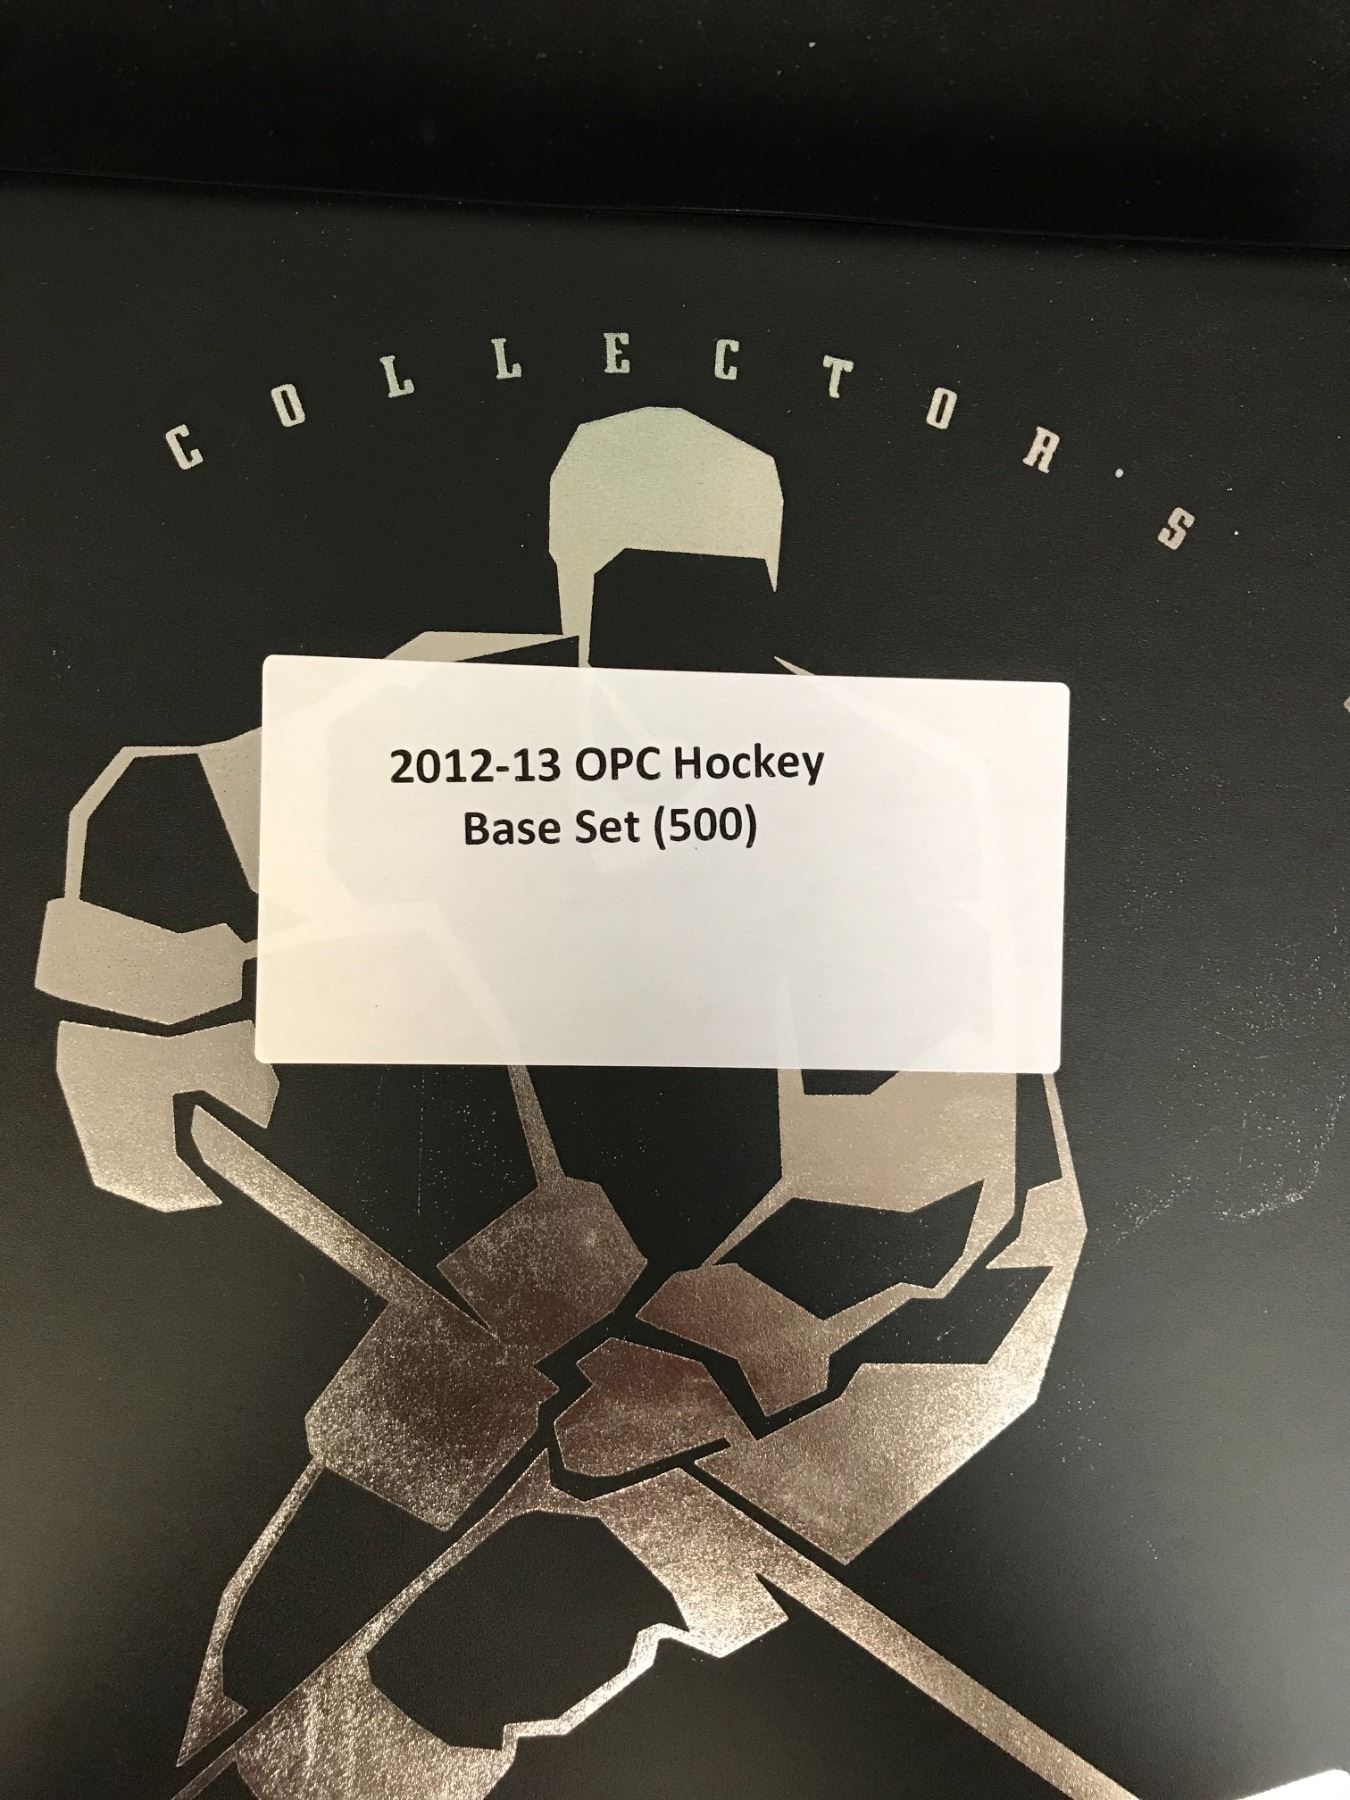 COLLECTOR'S
2012-13 OPC Hockey
Base Set (500)